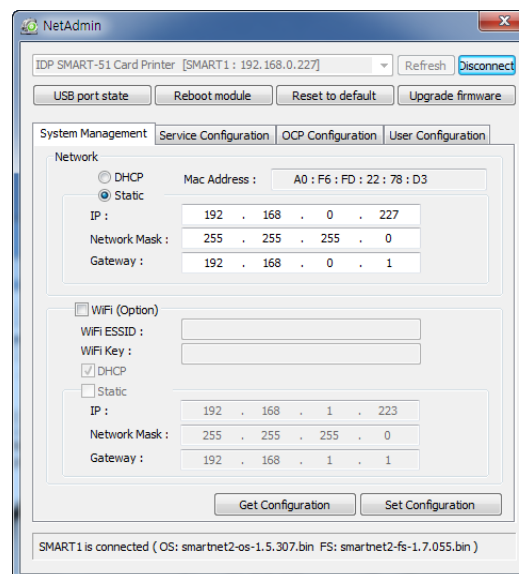 NetAdmin
IDP SMART-51 Card Printer [SMART1 : 192.168.0.227] Refresh Disconnect
USB port state Reboot module Reset to default Upgrade firmware
System Management Service Configuration OCP Configuration User Configuration
Network
DHCP Mac Address : A0 : F6 : FD : 22 : 78 : D3
Static
IP : 192 . 168 . 0 . 227
Network Mask : 255 . 255 . 255 . 0
Gateway : 192 . 168 . 0 . 1
WiFi (Option)
WiFi ESSID :
WiFi Key :
DHCP
Static
IP : 192 . 168 . 1 . 223
Network Mask : 255 . 255 . 255 . 0
Gateway : 192 . 168 . 1 . 1
Get Configuration Set Configuration
SMART1 is connected ( OS: smartnet2-os-1.5.307.bin FS: smartnet2-fs-1.7.055.bin )